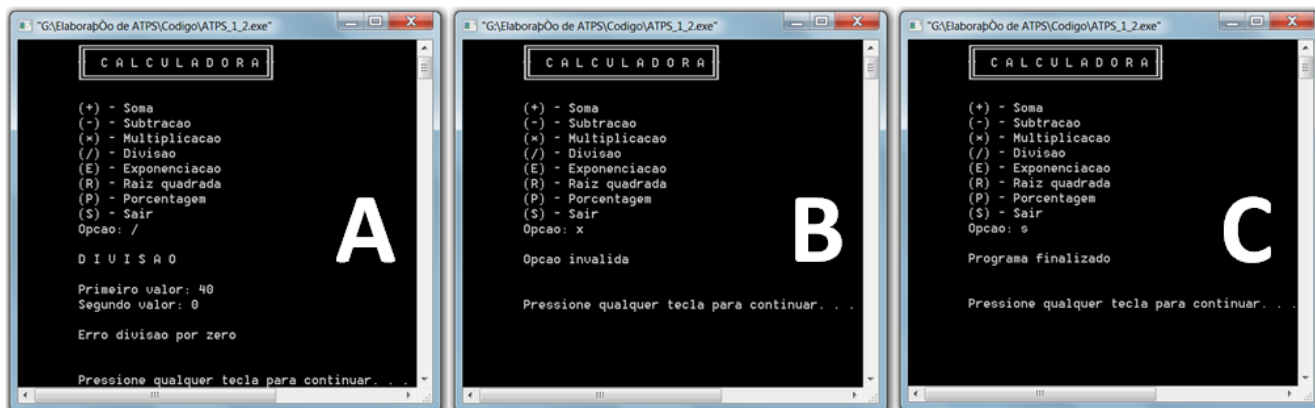 "G:\ElaboraþÒo de ATPS\Codigo\ATPS_1_2.exe"
C A L C U L A D O R A
(+) - Soma
(-) - Subtracao
(*) - Multiplicacao
(/) - Divisao
(E) - Exponenciacao
(R) - Raiz quadrada
(P) - Porcentagem
(S) - Sair
Opcao: /
D I V I S A O
Primeiro valor: 40
Segundo valor: 0
Erro divisao por zero
Pressione qualquer tecla para continuar. . .
A
"G:\ElaboraþÒo de ATPS\Codigo\ATPS_1_2.exe"
C A L C U L A D O R A
(+) - Soma
(-) - Subtracao
(*) - Multiplicacao
(/) - Divisao
(E) - Exponenciacao
(R) - Raiz quadrada
(P) - Porcentagem
(S) - Sair
Opcao: x
Opcao invalida
Pressione qualquer tecla para continuar. . .
B
"G:\ElaboraþÒo de ATPS\Codigo\ATPS_1_2.exe"
C A L C U L A D O R A
(+) - Soma
(-) - Subtracao
(*) - Multiplicacao
(/) - Divisao
(E) - Exponenciacao
(R) - Raiz quadrada
(P) - Porcentagem
(S) - Sair
Opcao: s
Programa finalizado
Pressione qualquer tecla para continuar. . .
C